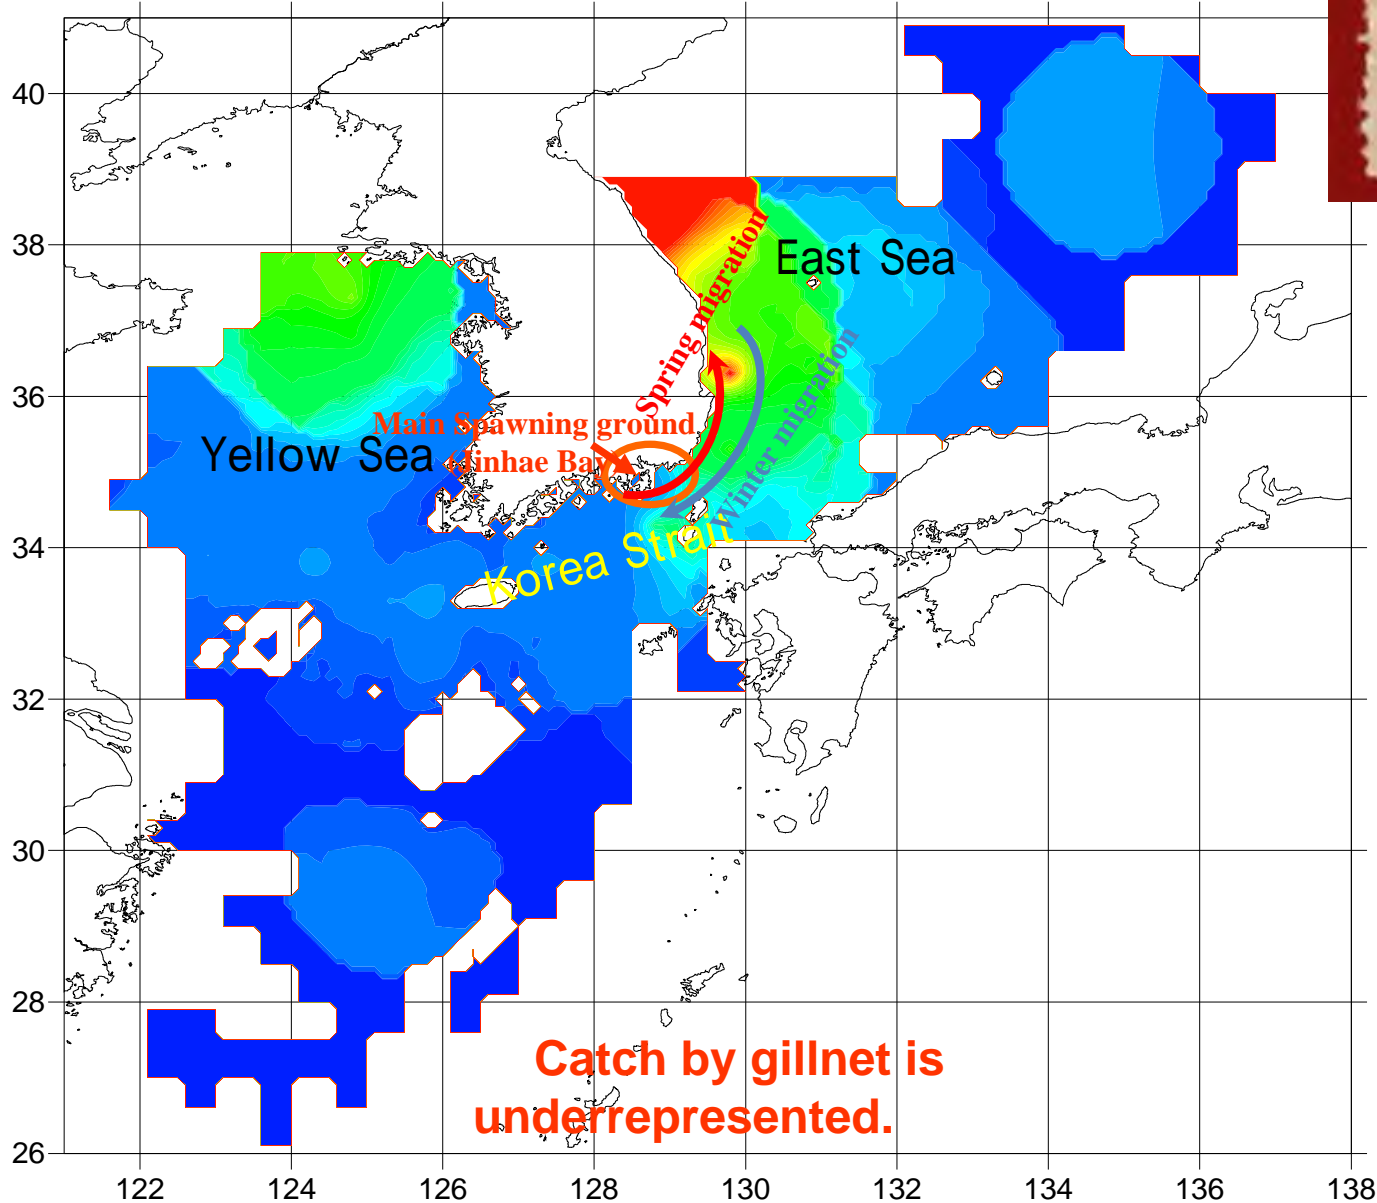 40
38
36
34
32
30
28
26
East Sea
Spring migration
Winter migration
Main Spawning ground
(Jinhae Bay)
Yellow Sea
Korea Strait
Catch by gillnet is
underrepresented.
122
124
126
128
130
132
134
136
138